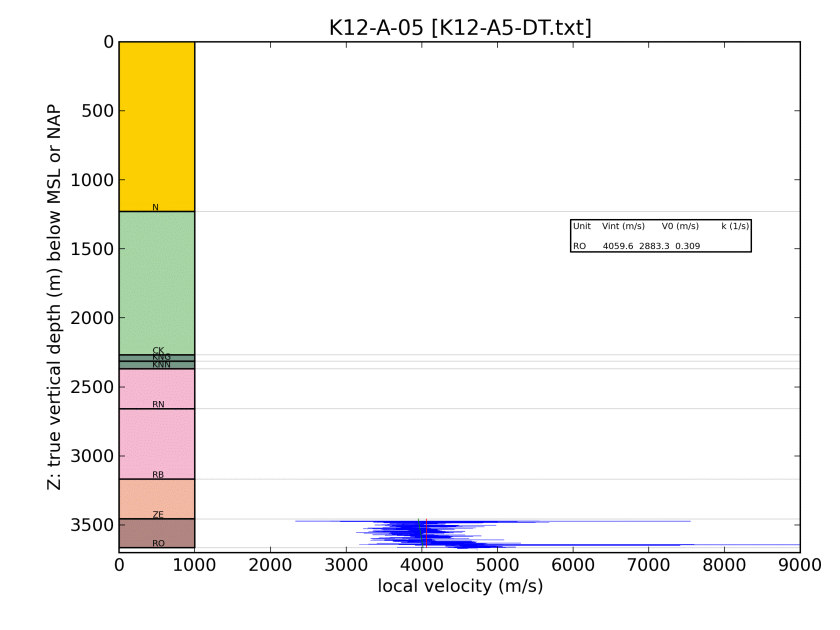 K12-A-05 [K12-A5-DT.txt]
0
500
1000
1500
2000
2500
3000
3500
Z: true vertical depth (m) below MSL or NAP
N
CK
KNG
KNN
RN
RB
ZE
RO
Unit Vint (m/s) V0 (m/s) k (1/s)
RO 4059.6 2883.3 0.309
0 1000 2000 3000 4000 5000 6000 7000 8000 9000
local velocity (m/s)